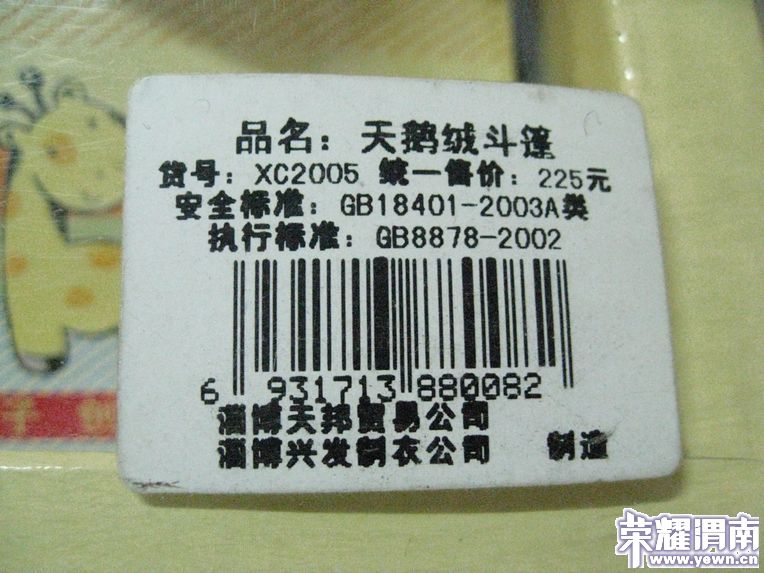 品名：天鹅绒斗篷
货号：XC2005 统一售价：225元
安全标准：GB18401-2003A类
执行标准：GB8878-2002
6 931713 880082
淄博天邦贸易公司
淄博兴发制衣公司 制造
荣耀渭南
www.yewn.cn